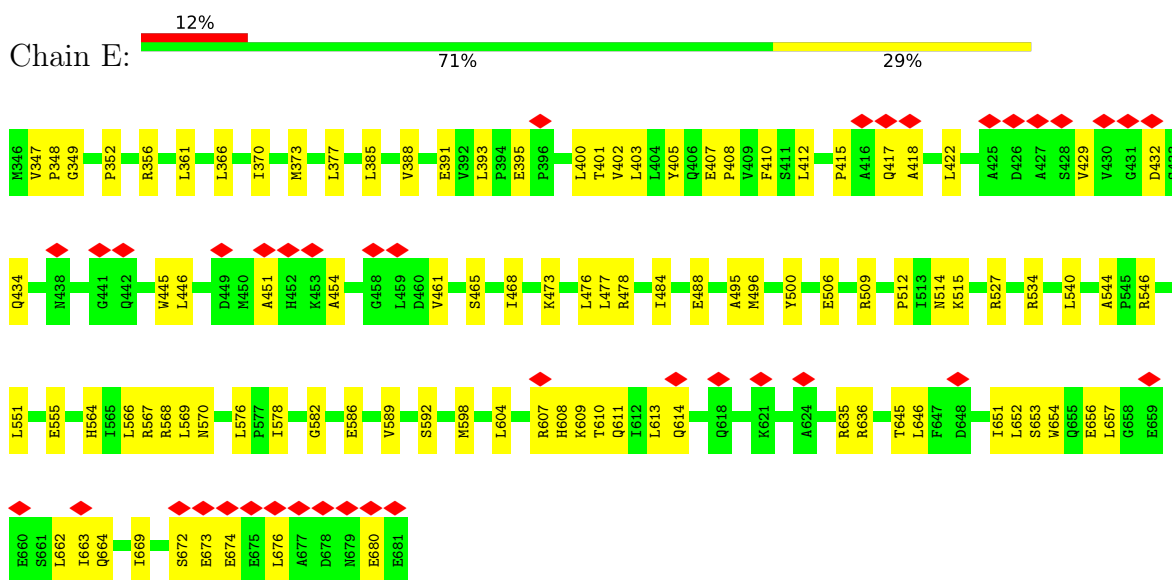 12%
Chain E:
71% 29%
M346 V347 P348 G349 P352 R356 L361 L366 I370 M373 L377 L385 V388 E391 V392 L393 P394 E395 P396 L400 T401 V402 L403 L404 Y405 Q406 E407 P408 V409 F410 S411 L412 P415 A416 Q417 A418 L422 A425 D426 A427 S428 V429 V430 G431 D432
Q434 N438 G441 Q442 W445 L446 D449 M450 A451 H452 K453 A454 G458 L459 D460 V461 S465 I468 K473 L476 L477 R478 I484 E488 A495 M496 Y500 E506 R509 P512 I513 N514 K515 R527 R534 L540 A544 P545 R546
L551 E555 H564 I565 L566 R567 R568 L569 N570 L576 P577 I578 G582 E586 V589 S592 M598 L604 R607 H608 K609 T610 Q611 I612 L613 Q614 Q618 K621 A624 R635 R636 T645 L646 F647 D648 I651 L652 S653 W654 Q655 E656 L657 G658 E659
E660 S661 L662 I663 Q664 I669 S672 E673 E674 E675 L676 A677 D678 N679 E680 E681